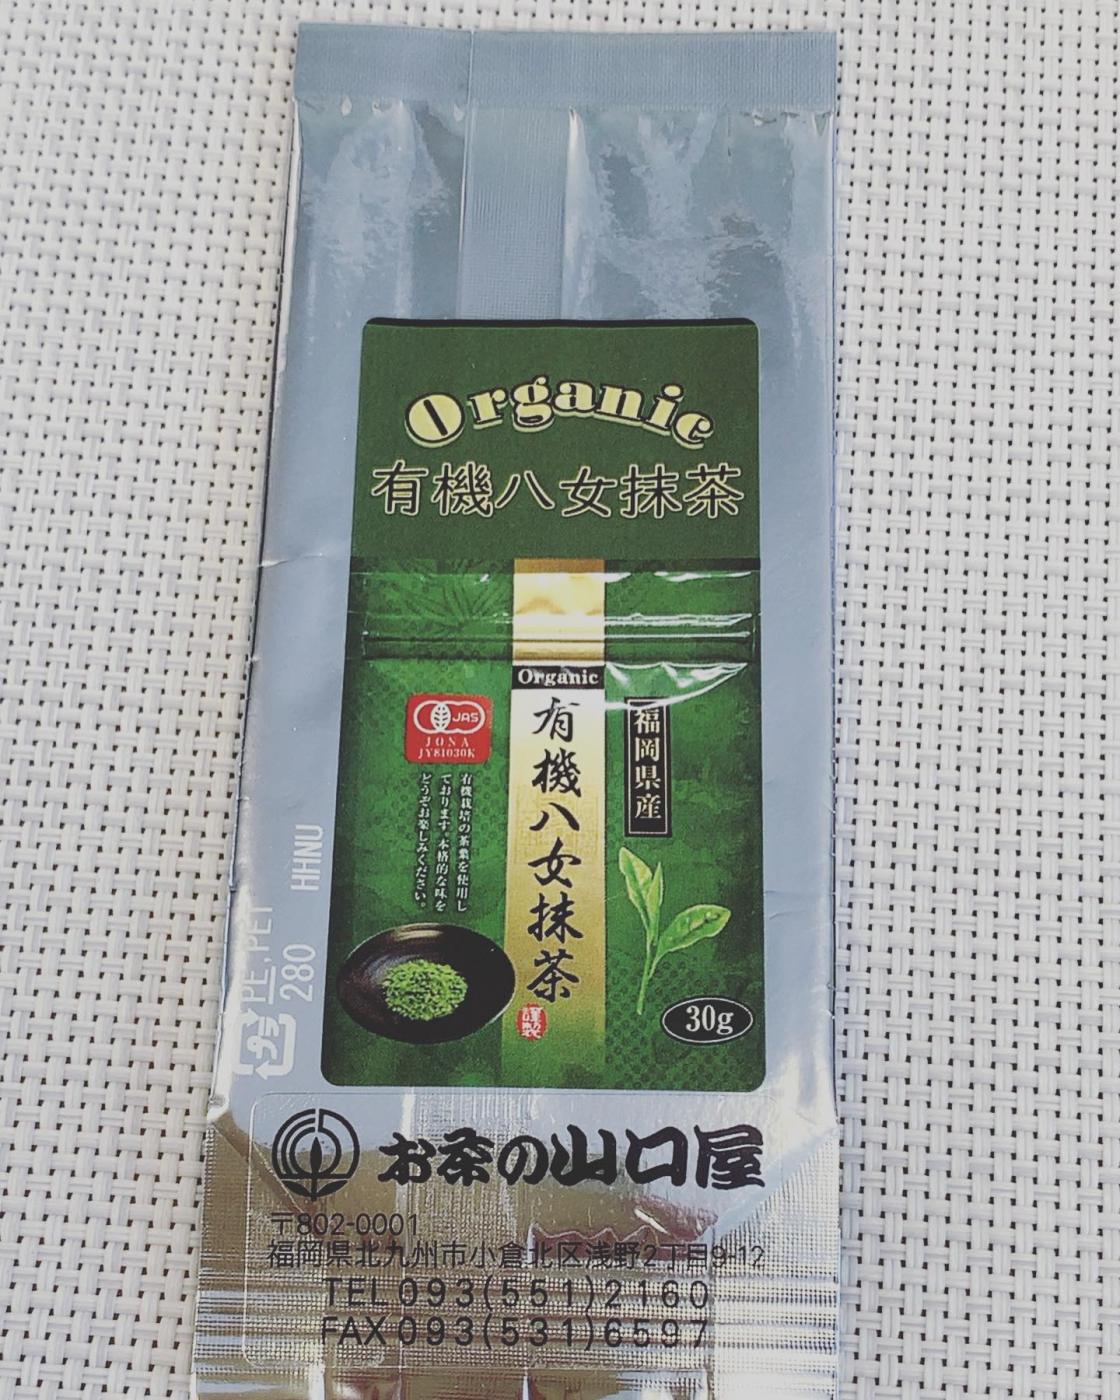 Organic
有機八女抹茶
Organic
有機八女抹茶
謹製
福岡県産
JAS
JONA
JY81030K
有機栽培の茶葉を使用し
ております。本格的な味を
どうぞお楽しみください。
30g
HHNU
PE,PET
280
プラ
お茶の山口屋
〒802-0001
福岡県北九州市小倉北区浅野2丁目9-12
TEL093(551)2160
FAX093(531)6597